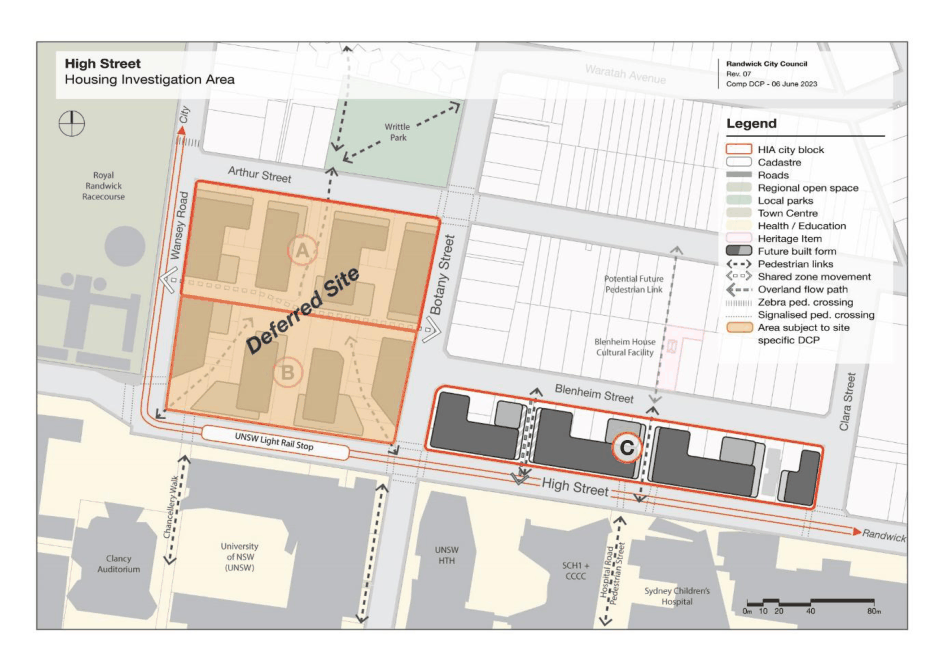 High Street
Housing Investigation Area
Randwick City Council
Rev. 07
Comp DCP - 06 June 2023
Waratah Avenue
Legend
HIA city block
Cadastre
Roads
Regional open space
Local parks
Town Centre
Health / Education
Heritage Item
Future built form
Pedestrian links
Shared zone movement
Overland flow path
Zebra ped. crossing
Signalised ped. crossing
Area subject to site
specific DCP
City
Writtle
Park
Arthur Street
Royal
Randwick
Racecourse
Wansey Road
A
Deferred Site
B
Botany Street
Potential Future
Pedestrian Link
Blenheim House
Cultural Facility
Blenheim Street
Clara Street
C
UNSW Light Rail Stop
High Street
Randwick
Chancellery Walk
Clancy
Auditorium
University
of NSW
(UNSW)
UNSW
HTH
SCH1 +
CCCC
Hospital Road
Pedestrian Street
Sydney Children's
Hospital
0m 10 20 40 80m